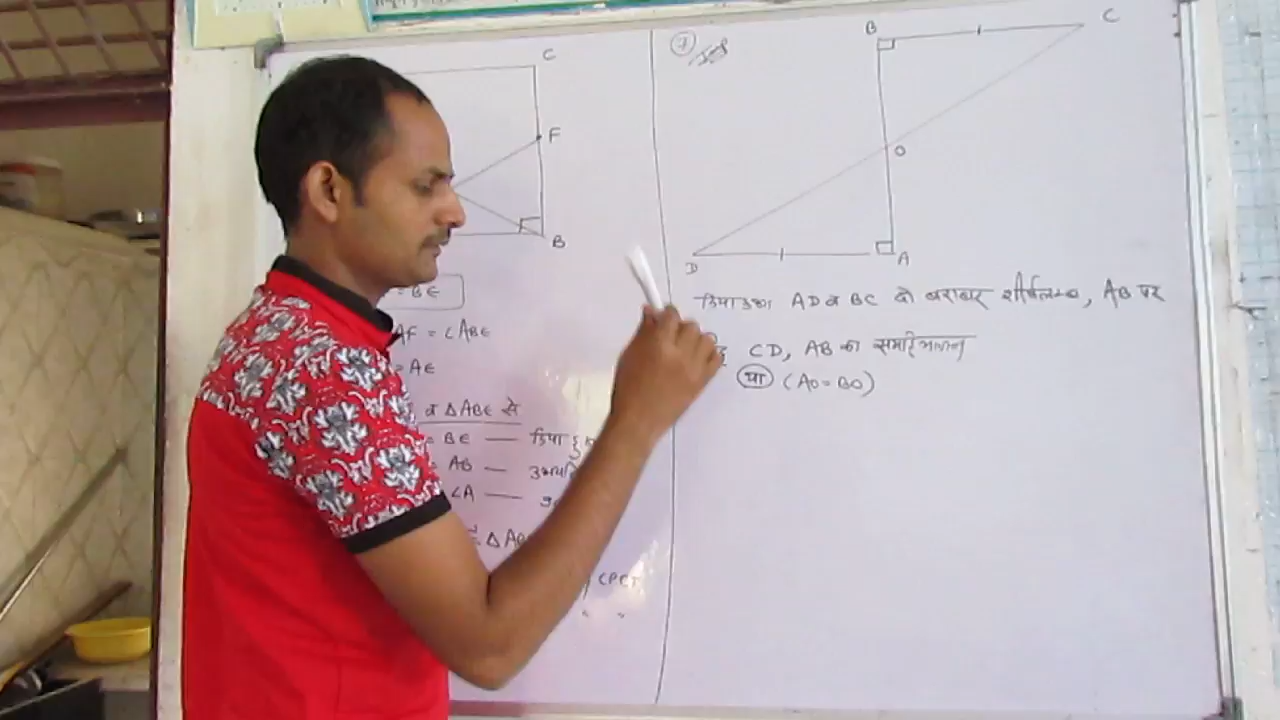 C
F
B
= BE
AF = ∠ABE
= AE
व ΔABE से
= BE —
= AB —
∠A —
CPCT
" "
7
B
C
O
D
A
AD व BC दो बराबर शीर्षलम्ब, AB पर
CD, AB का समद्विभाजन
या (AO = BO)